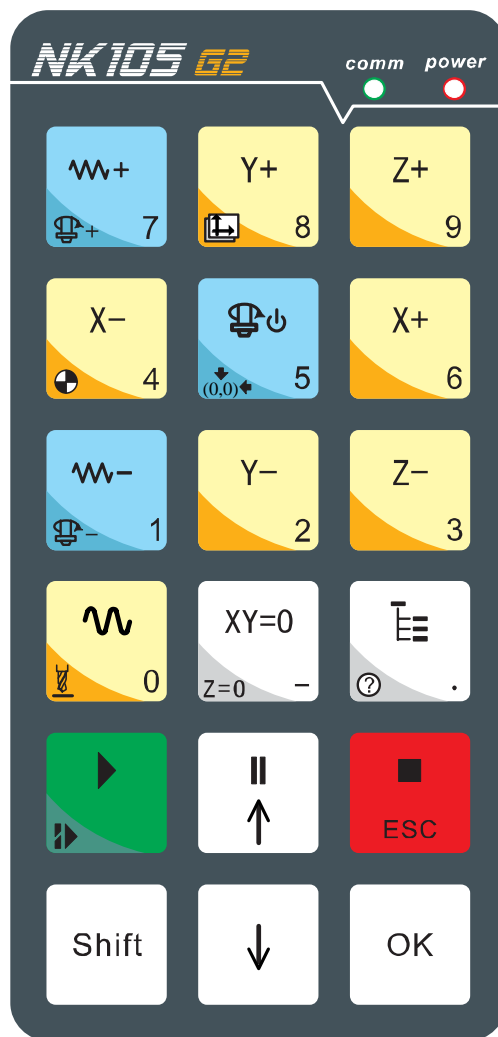 NK105 G2 comm power
+ Y+ Z+
+ 7 8 9
X- X+
4 (0,0) 5 6
- Y- Z-
- 1 2 3
XY=0
0 Z=0 - ? .
ESC
Shift OK